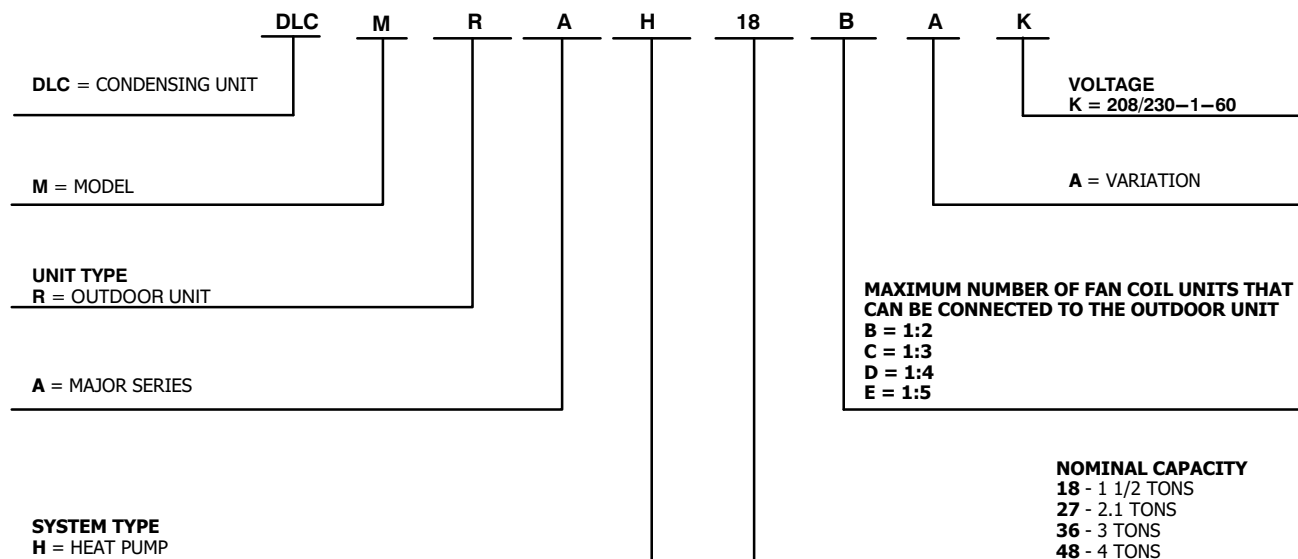 DLC M R A H 18 B A K
DLC = CONDENSING UNIT
VOLTAGE
K = 208/230−1−60
M = MODEL
A = VARIATION
UNIT TYPE
R = OUTDOOR UNIT
MAXIMUM NUMBER OF FAN COIL UNITS THAT
CAN BE CONNECTED TO THE OUTDOOR UNIT
B = 1:2
C = 1:3
D = 1:4
E = 1:5
A = MAJOR SERIES
NOMINAL CAPACITY
18 - 1 1/2 TONS
27 - 2.1 TONS
36 - 3 TONS
48 - 4 TONS
SYSTEM TYPE
H = HEAT PUMP